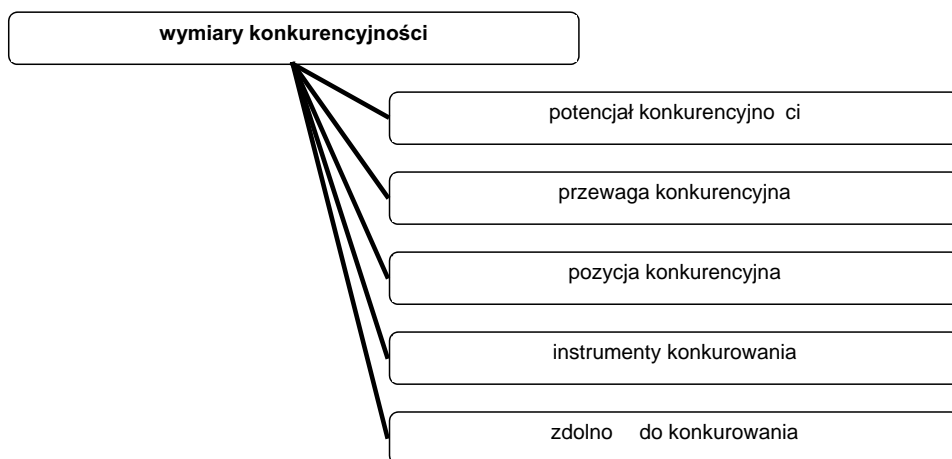 wymiary konkurencyjności
potencjał konkurencyjno ci
przewaga konkurencyjna
pozycja konkurencyjna
instrumenty konkurowania
zdolno do konkurowania